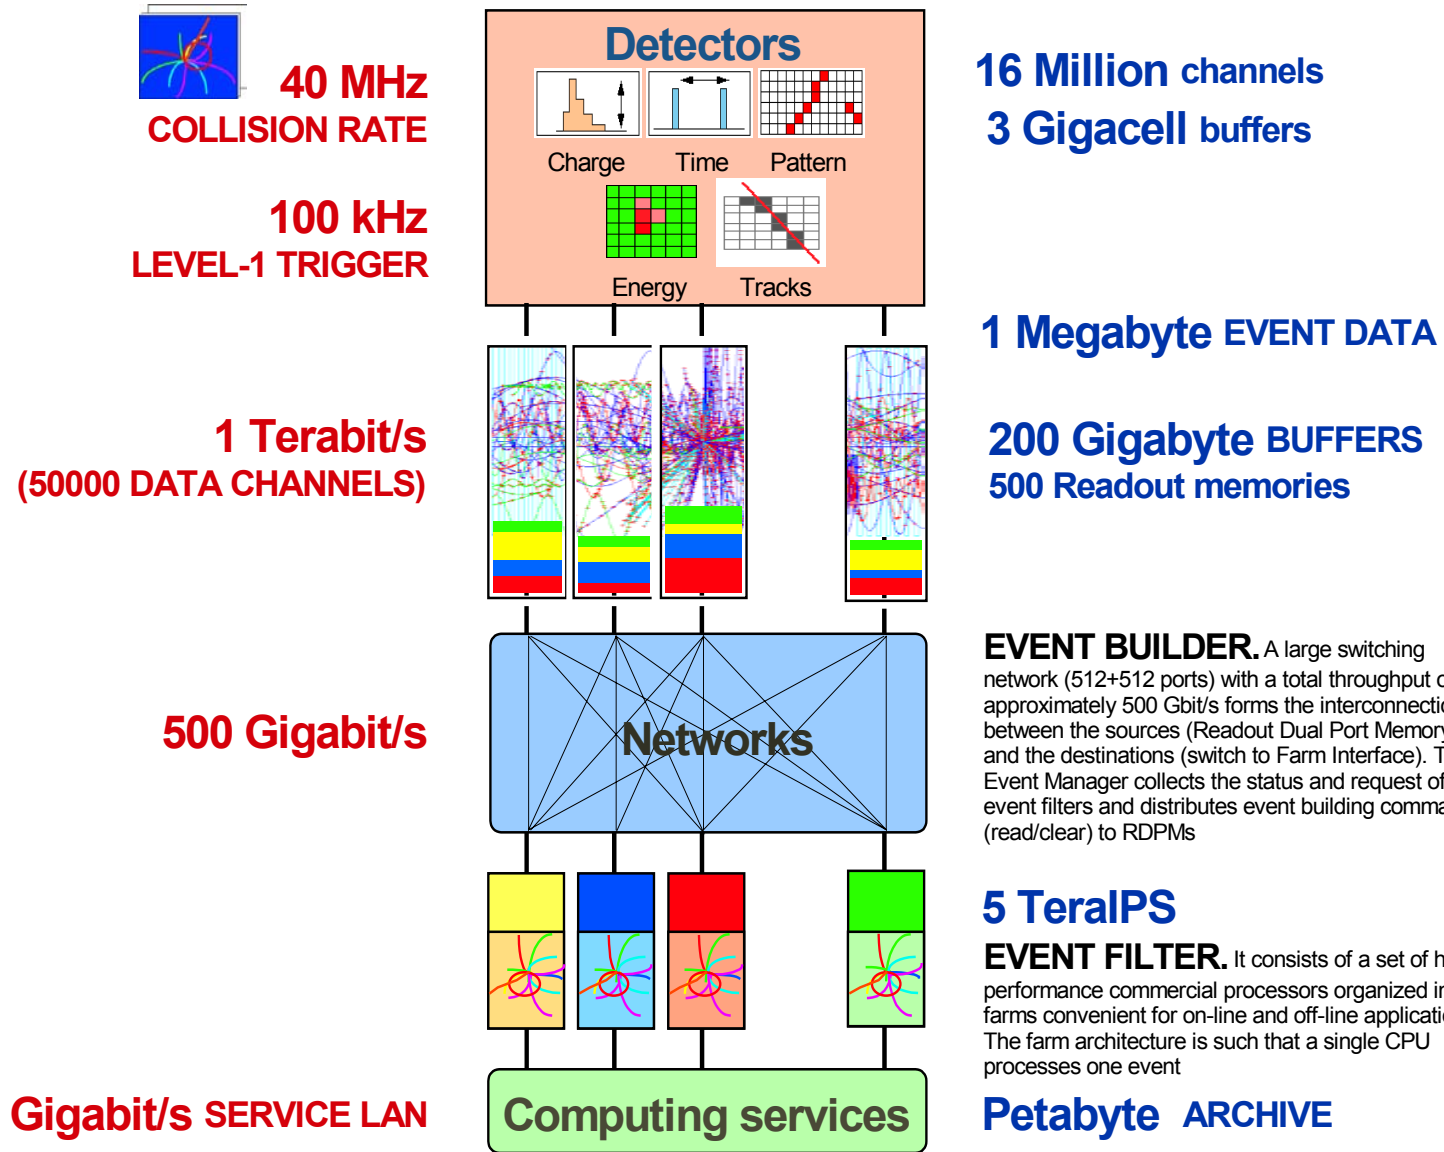 40 MHz
COLLISION RATE
100 kHz
LEVEL-1 TRIGGER
1 Terabit/s
(50000 DATA CHANNELS)
500 Gigabit/s
Gigabit/s SERVICE LAN
Detectors
Charge Time Pattern
Energy Tracks
Networks
Computing services
16 Million channels
3 Gigacell buffers
1 Megabyte EVENT DATA
200 Gigabyte BUFFERS
500 Readout memories
EVENT BUILDER. A large switching
network (512+512 ports) with a total throughput
approximately 500 Gbit/s forms the
between the sources (Readout Dual Port Memory
and the destinations (switch to Farm Interface).
Event Manager collects the status and request of
event filters and distributes event building
(read/clear) to RDPMs
5 TeraIPS
EVENT FILTER. It consists of a set of
performance commercial processors organized
farms convenient for on-line and off-line
The farm architecture is such that a single CPU
processes one event
Petabyte ARCHIVE